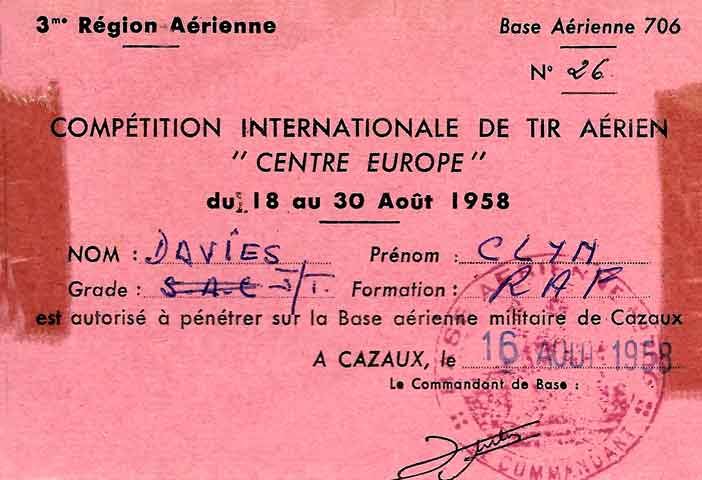 3me Région Aérienne
Base Aérienne 706
N° 26
COMPÉTITION INTERNATIONALE DE TIR AÉRIEN
" CENTRE EUROPE "
du 18 au 30 Août 1958
NOM : DAVIES Prénom : CLYN
Grade : SAC J/T. Formation : RAF
est autorisé à pénétrer sur la Base aérienne militaire de Cazaux
A CAZAUX, le 16 AOUT 1958
Le Commandant de Base :
COMMANDANT